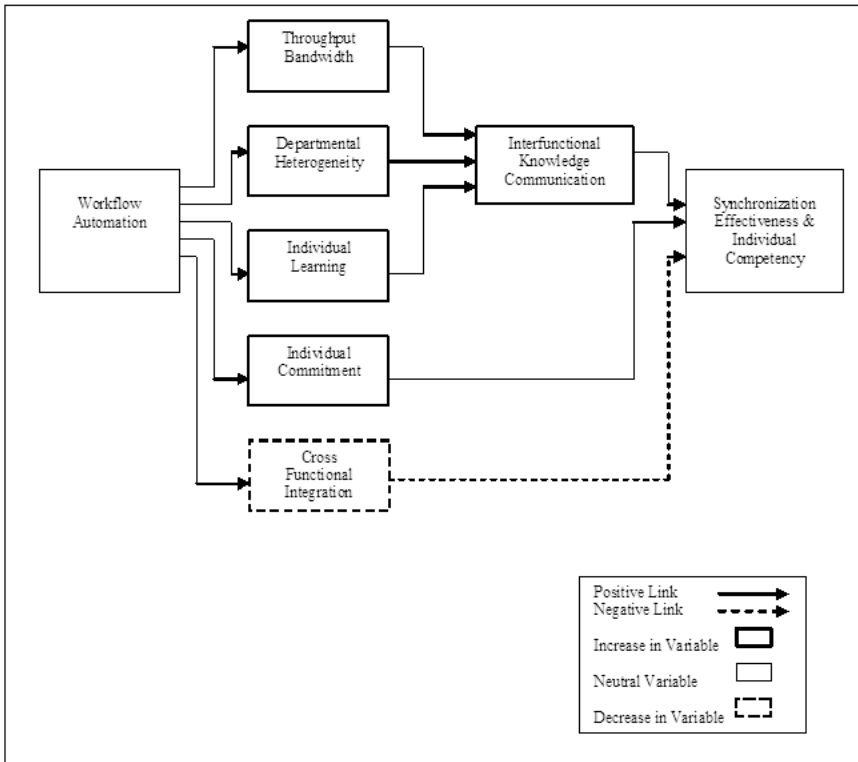 Throughput
Bandwidth
Departmental
Heterogeneity
Interfunctional
Knowledge
Communication
Workflow
Automation
Synchronization
Effectiveness &
Individual
Competency
Individual
Learning
Individual
Commitment
Cross
Functional
Integration
Positive Link
Negative Link
Increase in Variable
Neutral Variable
Decrease in Variable